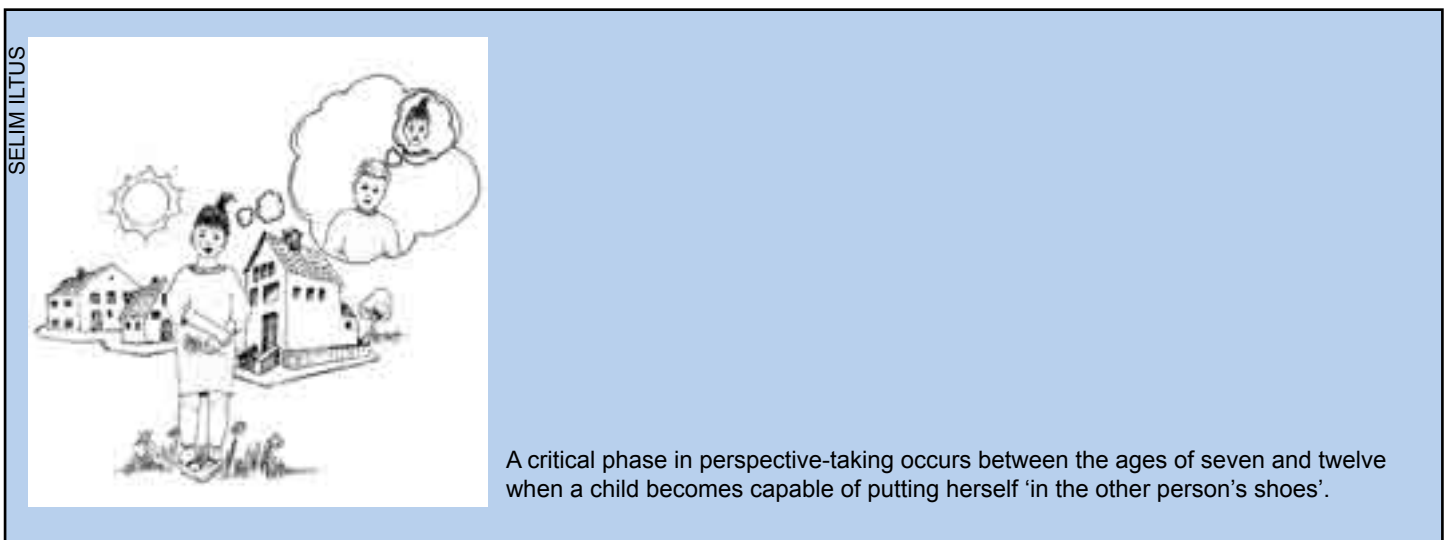 SELIM ILTUS
A critical phase in perspective-taking occurs between the ages of seven and twelve
when a child becomes capable of putting herself ‘in the other person’s shoes’.